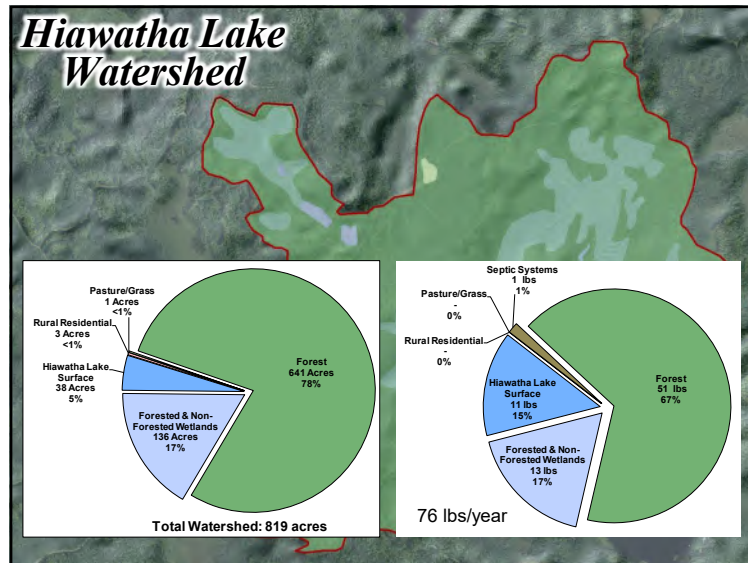 Hiawatha Lake
Watershed
Pasture/Grass
1 Acres
<1%
Rural Residential
3 Acres
<1%
Hiawatha Lake
Surface
38 Acres
5%
Forested & Non-
Forested Wetlands
136 Acres
17%
Forest
641 Acres
78%
Total Watershed: 819 acres
Septic Systems
1 lbs
1%
Pasture/Grass
-
0%
Rural Residential
-
0%
Hiawatha Lake
Surface
11 lbs
15%
Forested & Non-
Forested Wetlands
13 lbs
17%
Forest
51 lbs
67%
76 lbs/year